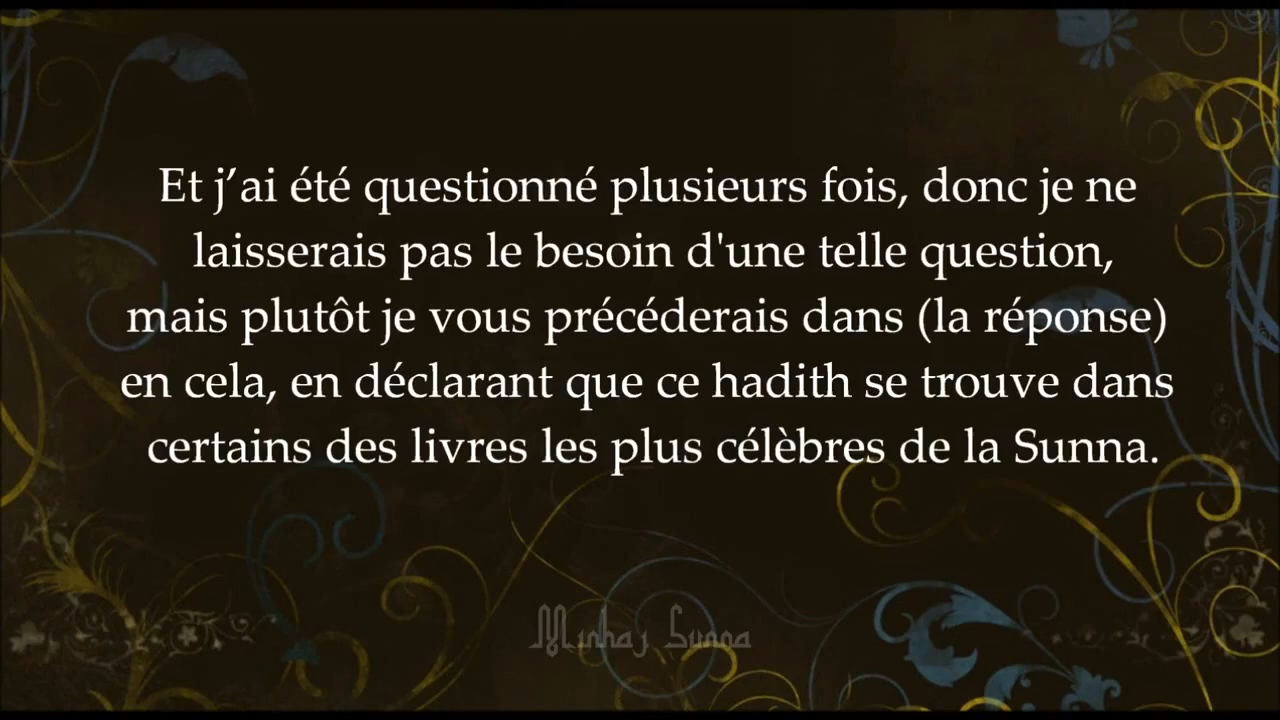 Et j’ai été questionné plusieurs fois, donc je ne
laisserais pas le besoin d'une telle question,
mais plutôt je vous précéderais dans (la réponse)
en cela, en déclarant que ce hadith se trouve dans
certains des livres les plus célèbres de la Sunna.
Minhaj Sunna